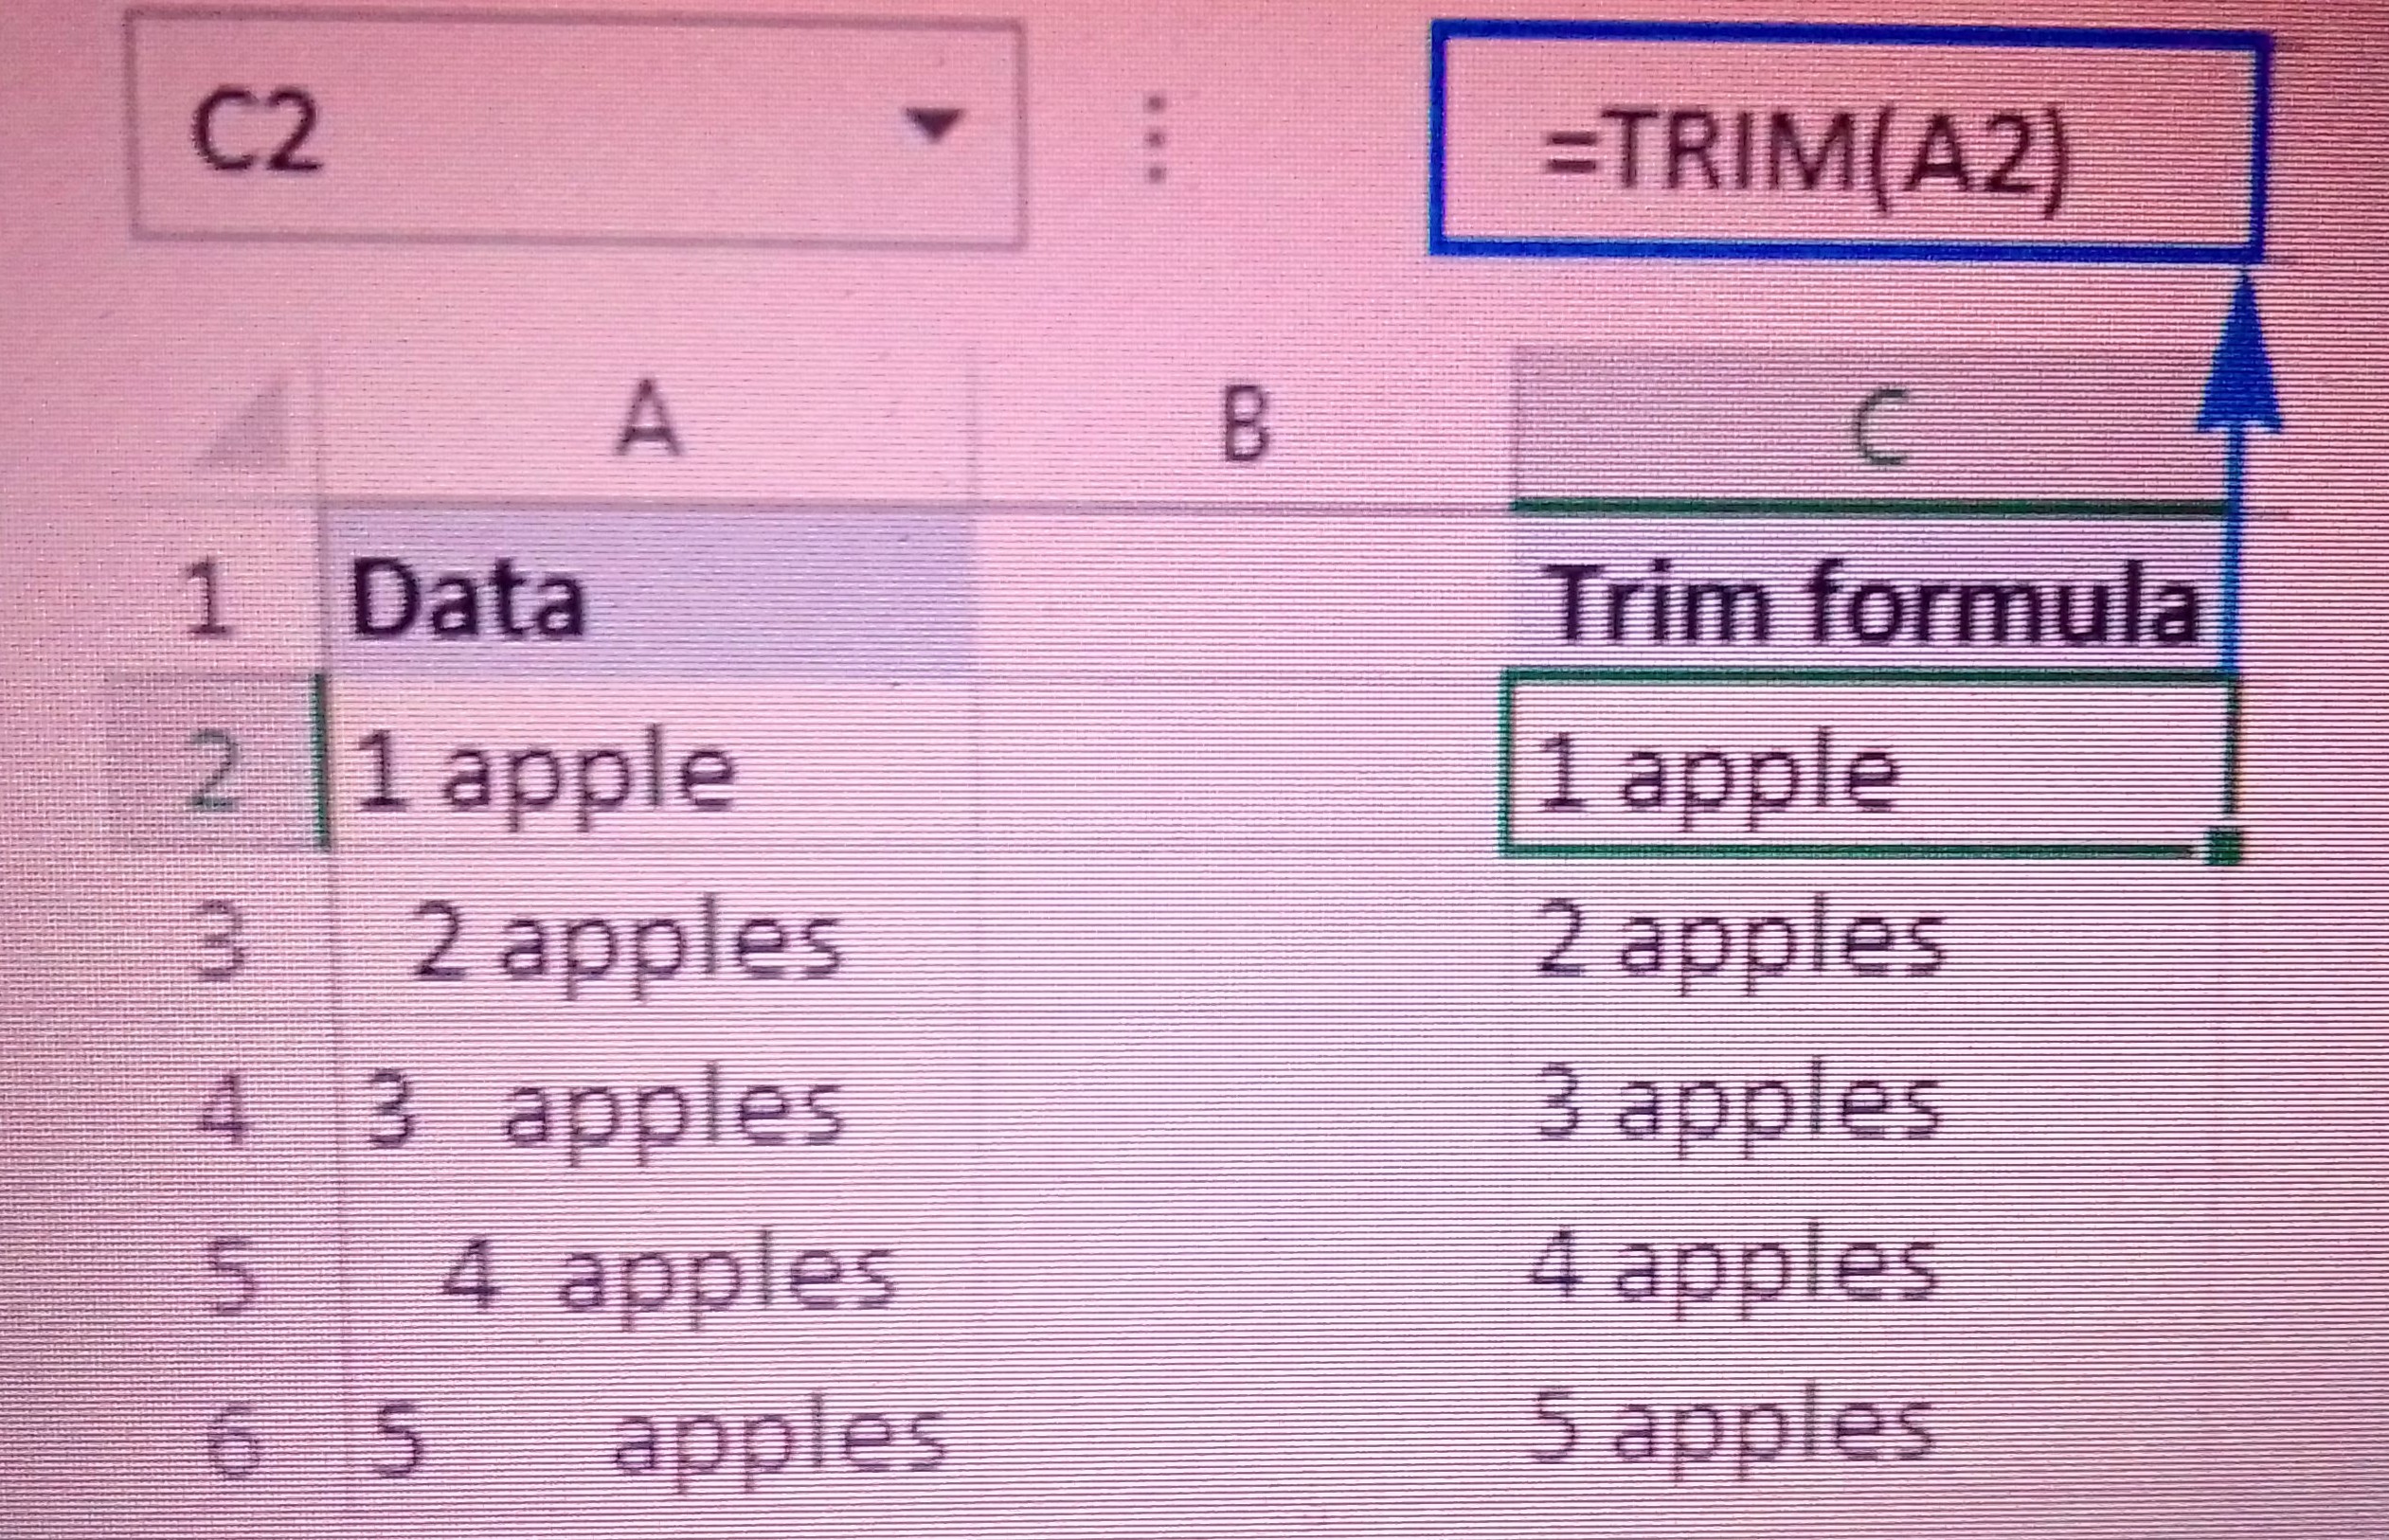 C2 =TRIM(A2)
A B C
1 Data Trim formula
2 1 apple 1 apple
3   2 apples 2 apples
4 3  apples 3 apples
5   4  apples 4 apples
6 5    apples 5 apples